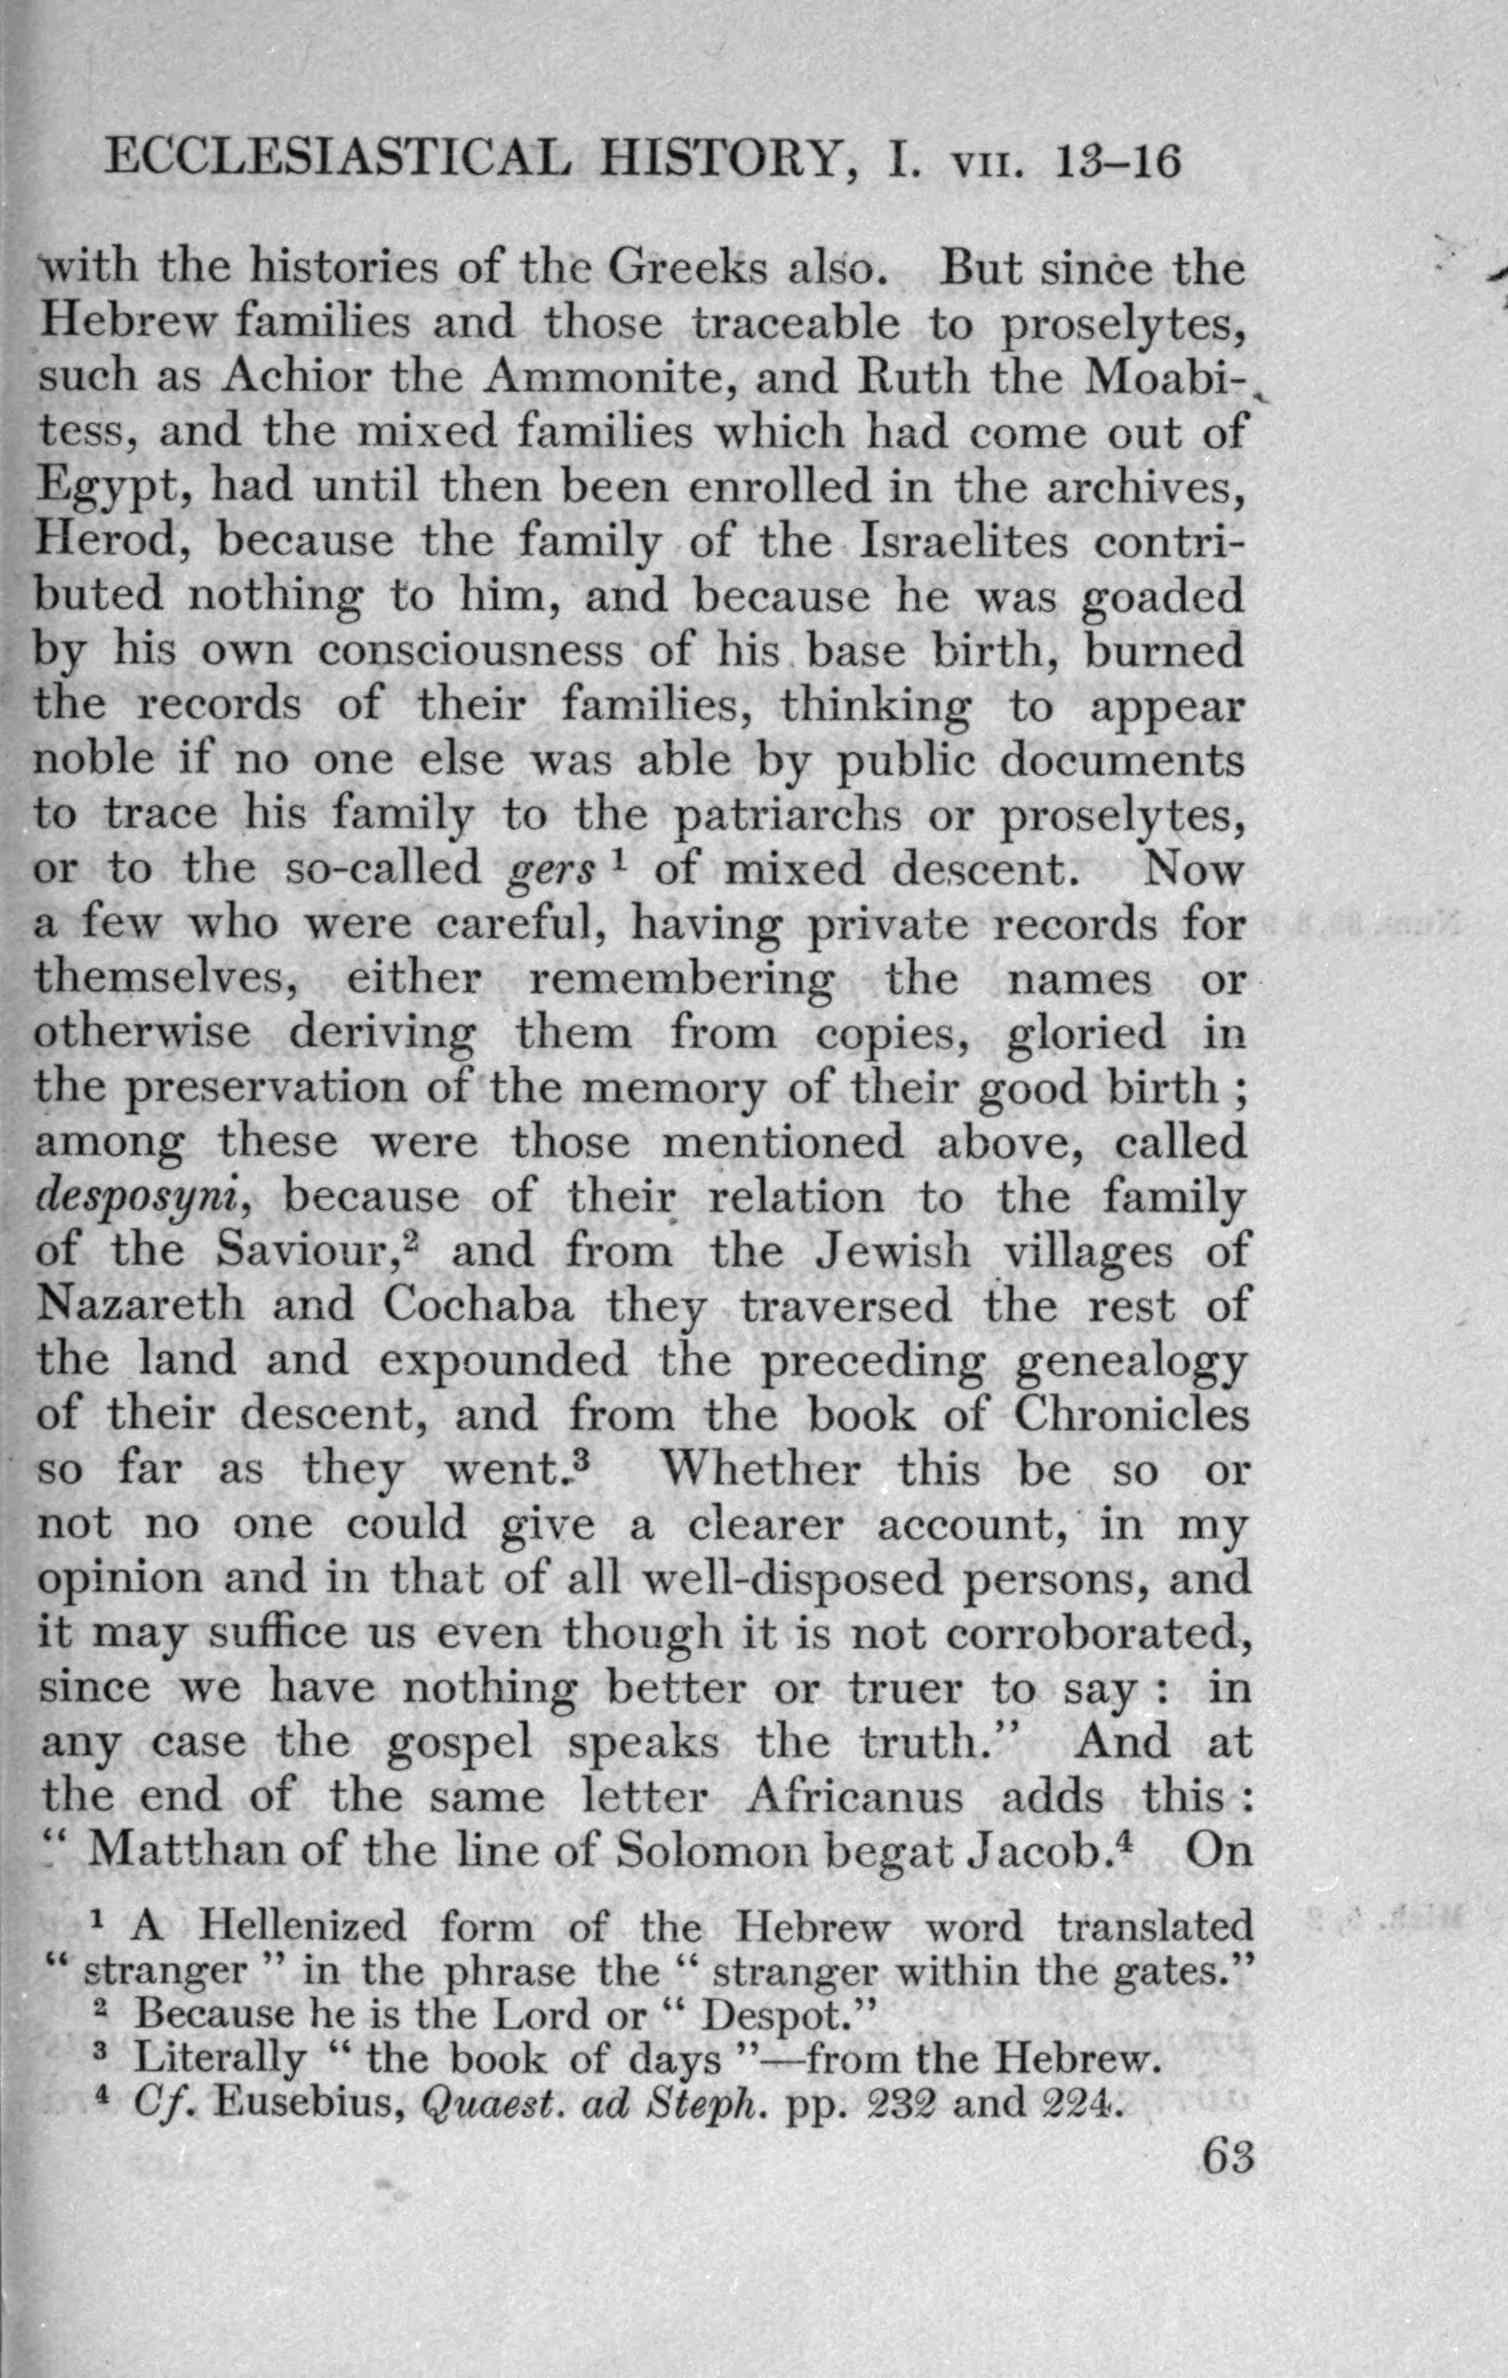 ECCLESIASTICAL HISTORY, I. VII. 13–16
with the histories of the Greeks also. But since the
Hebrew families and those traceable to proselytes,
such as Achior the Ammonite, and Ruth the Moabi-
tess, and the mixed families which had come out of
Egypt, had until then been enrolled in the archives,
Herod, because the family of the Israelites contri-
buted nothing to him, and because he was goaded
by his own consciousness of his base birth, burned
the records of their families, thinking to appear
noble if no one else was able by public documents
to trace his family to the patriarchs or proselytes,
or to the so-called gers ¹ of mixed descent. Now
a few who were careful, having private records for
themselves, either remembering the names or
otherwise deriving them from copies, gloried in
the preservation of the memory of their good birth ;
among these were those mentioned above, called
desposyni, because of their relation to the family
of the Saviour,² and from the Jewish villages of
Nazareth and Cochaba they traversed the rest of
the land and expounded the preceding genealogy
of their descent, and from the book of Chronicles
so far as they went.³ Whether this be so or
not no one could give a clearer account, in my
opinion and in that of all well-disposed persons, and
it may suffice us even though it is not corroborated,
since we have nothing better or truer to say : in
any case the gospel speaks the truth.” And at
the end of the same letter Africanus adds this :
“ Matthan of the line of Solomon begat Jacob.⁴ On
¹ A Hellenized form of the Hebrew word translated
“ stranger ” in the phrase the “ stranger within the gates.”
² Because he is the Lord or “ Despot.”
³ Literally “ the book of days ”—from the Hebrew.
⁴ Cf. Eusebius, Quaest. ad Steph. pp. 232 and 224.
63